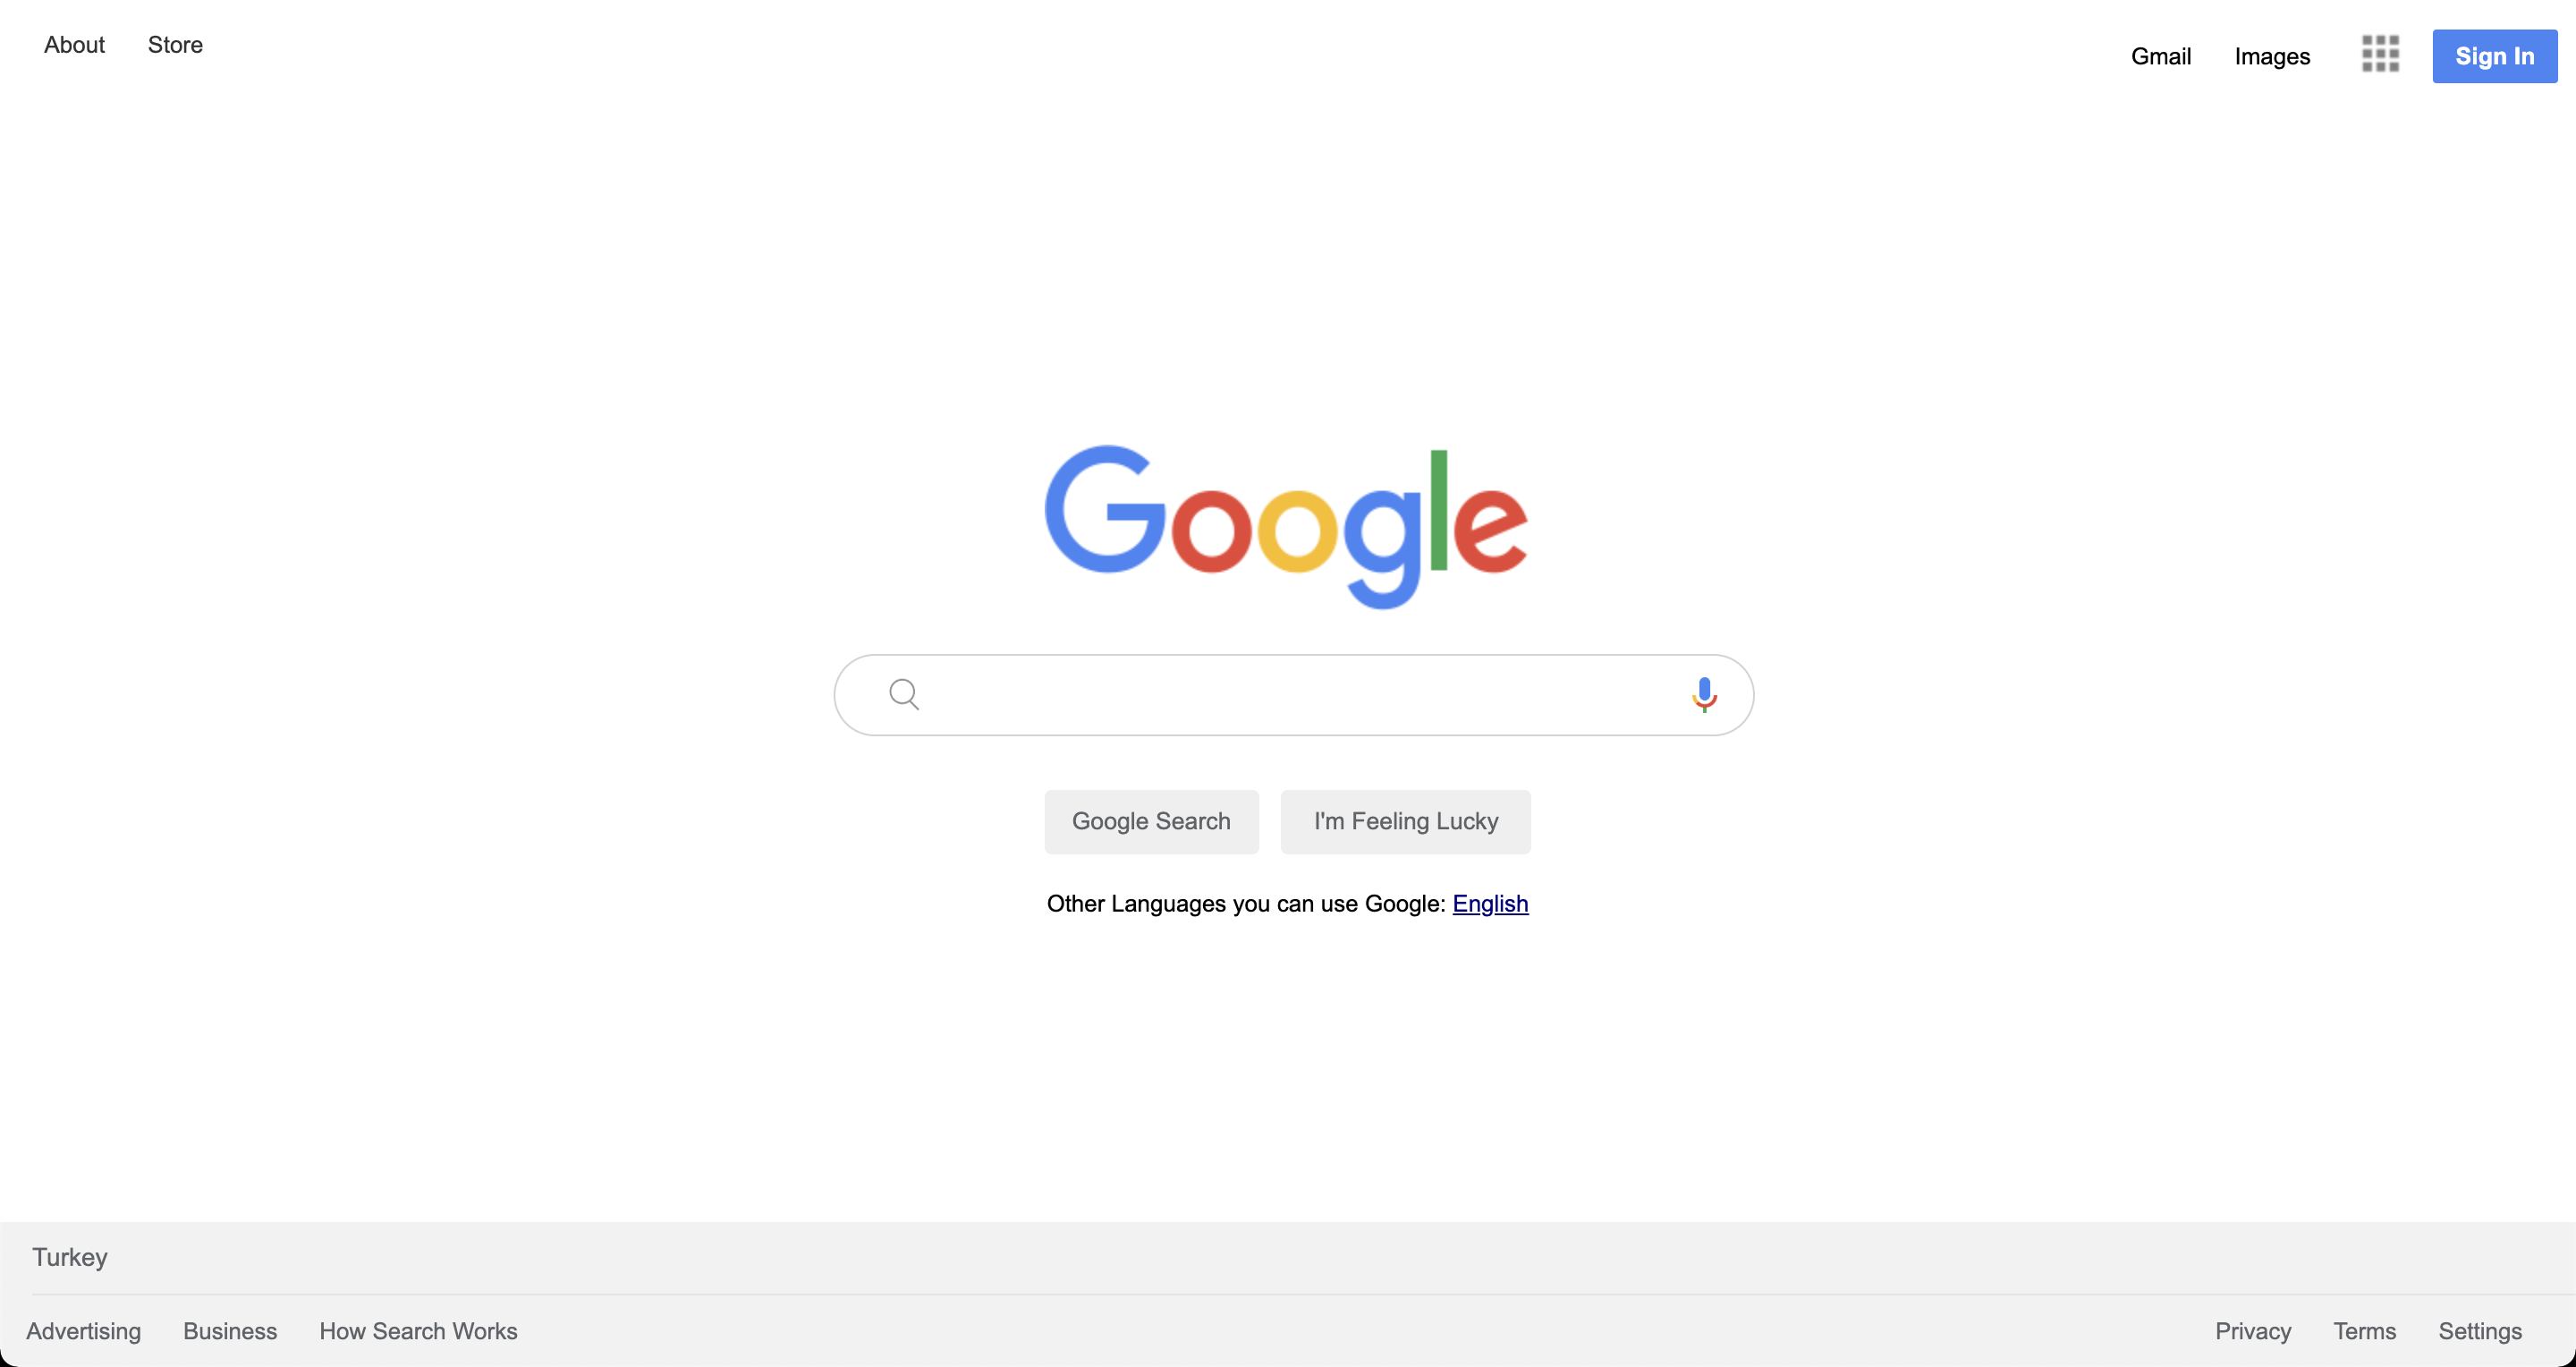 About Store
Gmail Images Sign In
Google
Google Search I'm Feeling Lucky
Other Languages you can use Google: English
Turkey
Advertising Business How Search Works Privacy Terms Settings